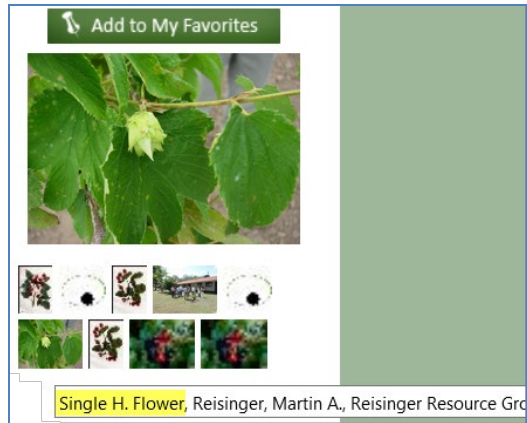 Add to My Favorites
Single H. Flower, Reisinger, Martin A., Reisinger Resource Gro